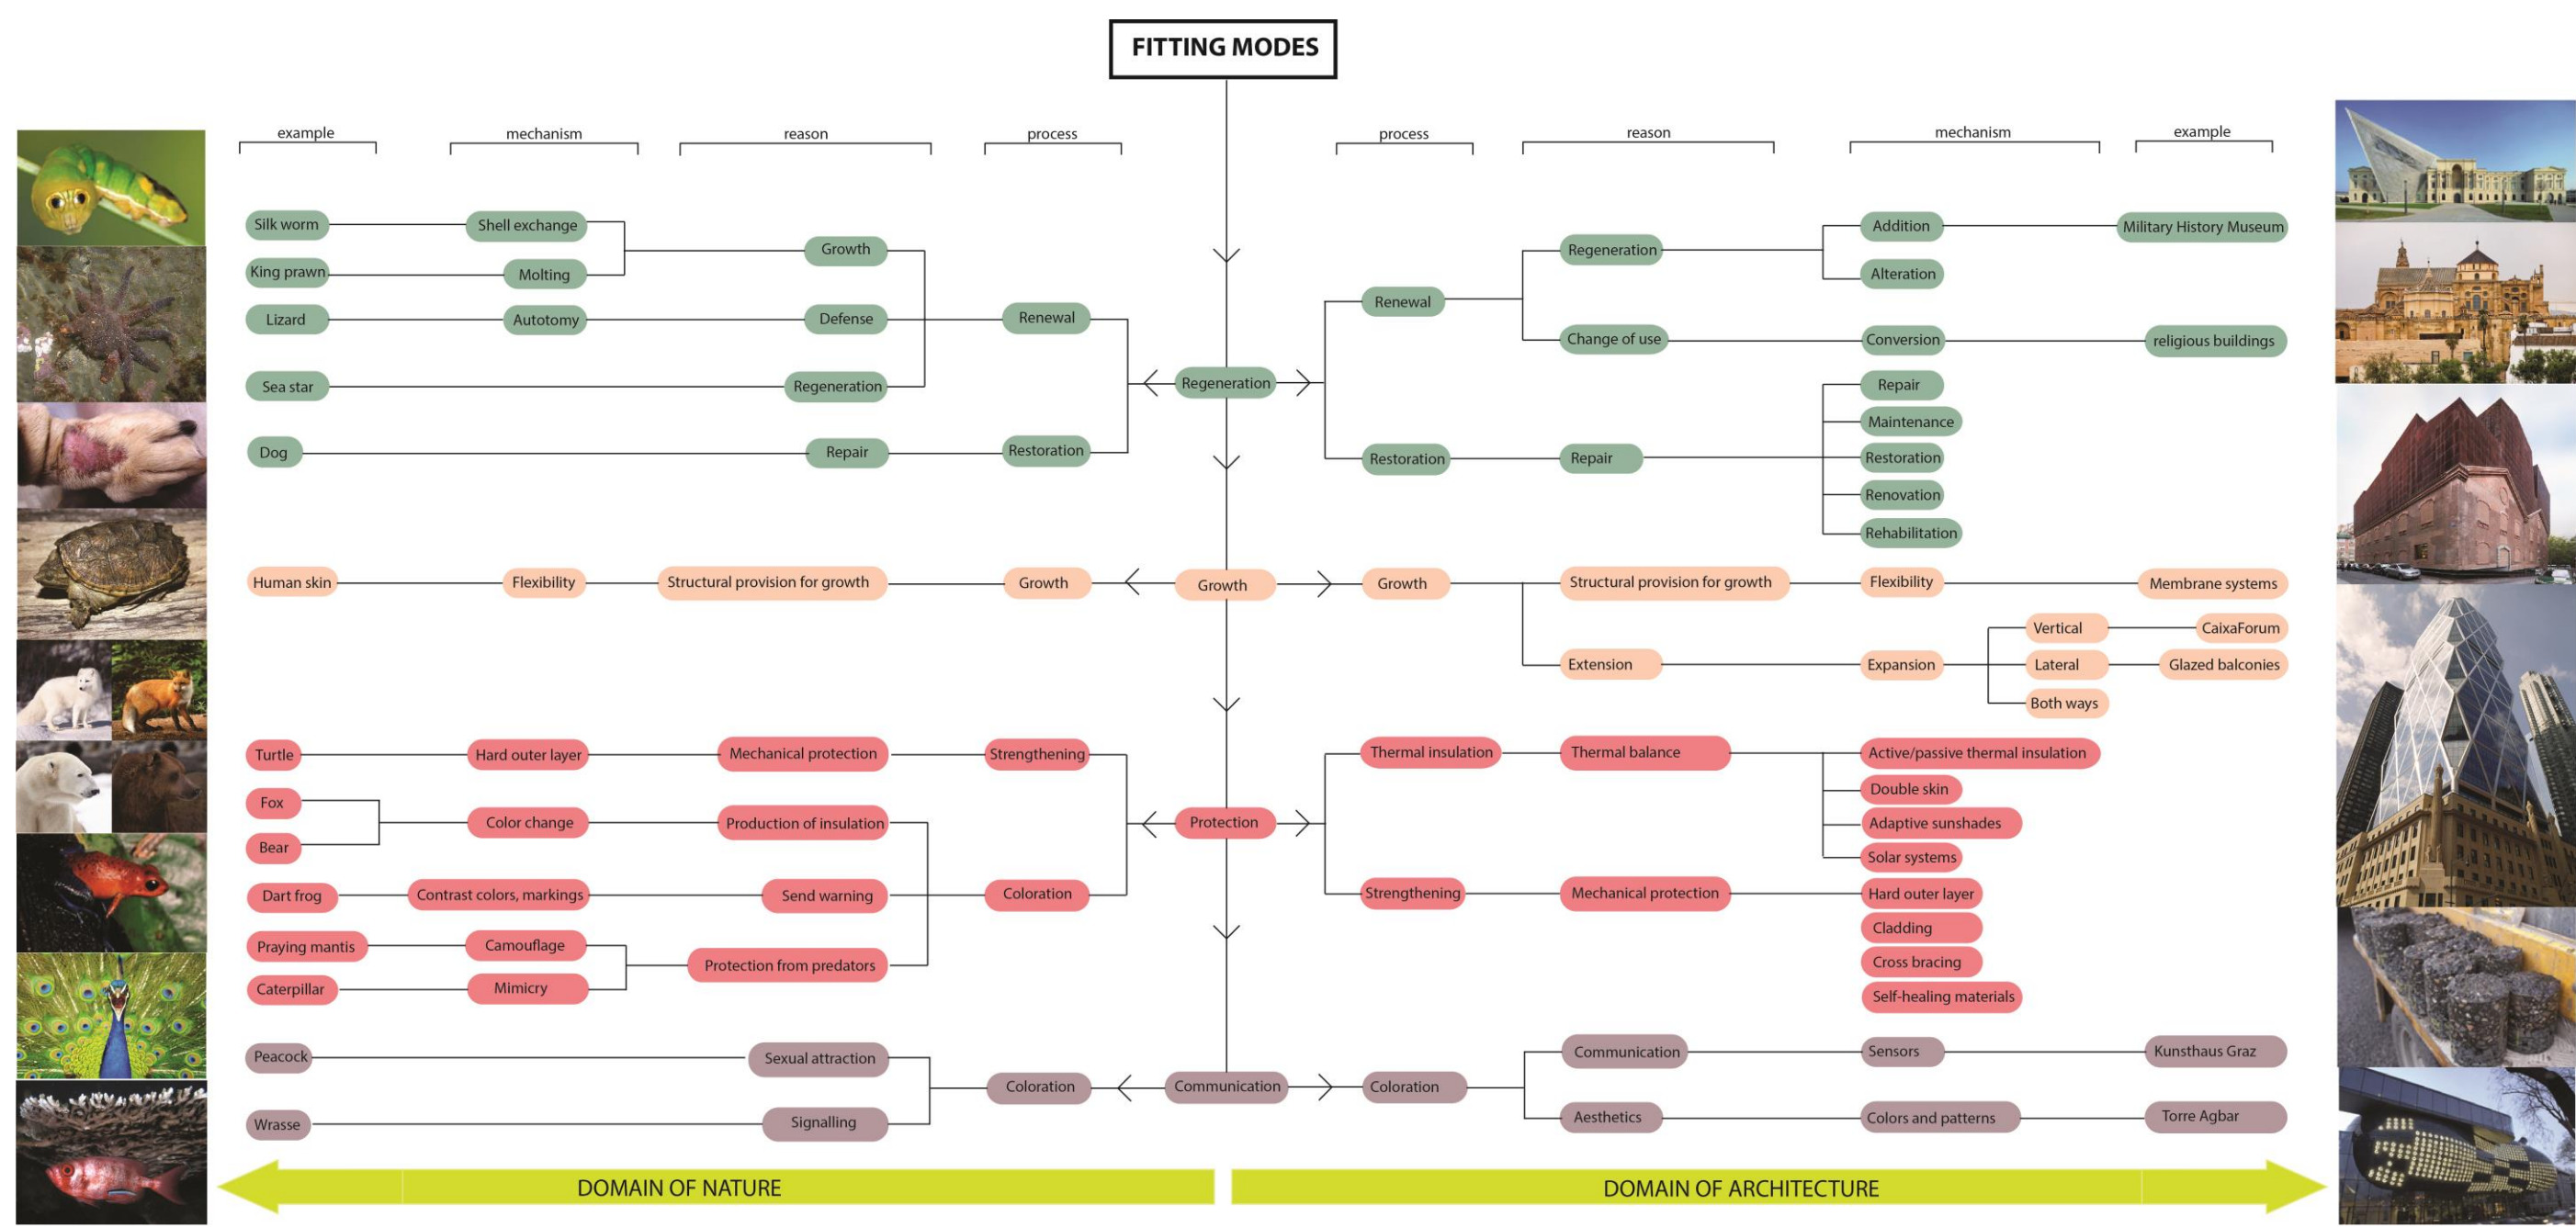 FITTING MODES
example
mechanism
reason
process
process
reason
mechanism
example
Silk worm
Shell exchange
Growth
King prawn
Molting
Lizard
Autotomy
Defense
Renewal
Sea star
Regeneration
Dog
Repair
Restoration
Regeneration
Renewal
Regeneration
Addition
Military History Museum
Alteration
Change of use
Conversion
religious buildings
Restoration
Repair
Repair
Maintenance
Restoration
Renovation
Rehabilitation
Human skin
Flexibility
Structural provision for growth
Growth
Growth
Growth
Structural provision for growth
Flexibility
Membrane systems
Extension
Expansion
Vertical
CaixaForum
Lateral
Glazed balconies
Both ways
Turtle
Hard outer layer
Mechanical protection
Strengthening
Fox
Bear
Color change
Production of insulation
Dart frog
Contrast colors, markings
Send warning
Coloration
Praying mantis
Camouflage
Protection from predators
Caterpillar
Mimicry
Protection
Thermal insulation
Thermal balance
Active/passive thermal insulation
Double skin
Adaptive sunshades
Solar systems
Strengthening
Mechanical protection
Hard outer layer
Cladding
Cross bracing
Self-healing materials
Peacock
Sexual attraction
Coloration
Wrasse
Signalling
Communication
Coloration
Communication
Sensors
Kunsthaus Graz
Aesthetics
Colors and patterns
Torre Agbar
DOMAIN OF NATURE
DOMAIN OF ARCHITECTURE